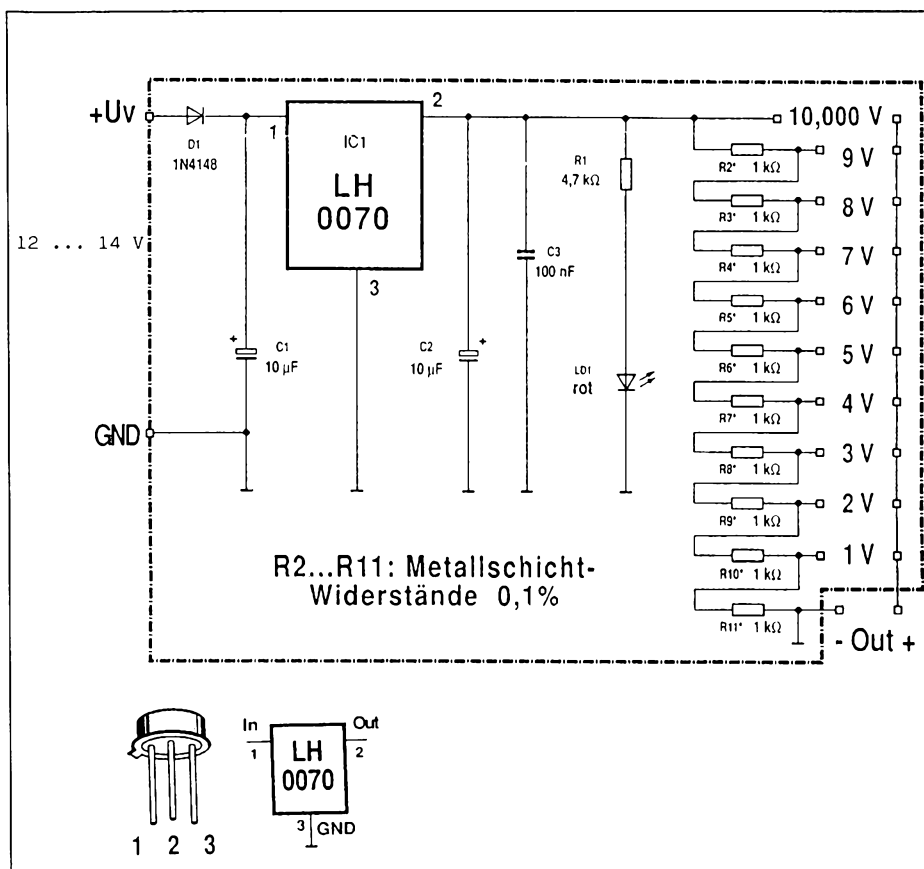 +Uv
D1
1N4148
1
IC1
LH
0070
2
3
12 ... 14 V
+
C1
10 µF
C2
10 µF
+
C3
100 nF
R1
4,7 kΩ
LD1
rot
GND
10,000 V
R2* 1 kΩ
9 V
R3* 1 kΩ
8 V
R4* 1 kΩ
7 V
R5* 1 kΩ
6 V
R6* 1 kΩ
5 V
R7* 1 kΩ
4 V
R8* 1 kΩ
3 V
R9* 1 kΩ
2 V
R10* 1 kΩ
1 V
R11* 1 kΩ
- Out +
R2...R11: Metallschicht-
Widerstände 0,1%
1 2 3
In
1
LH
0070
Out
2
3
GND